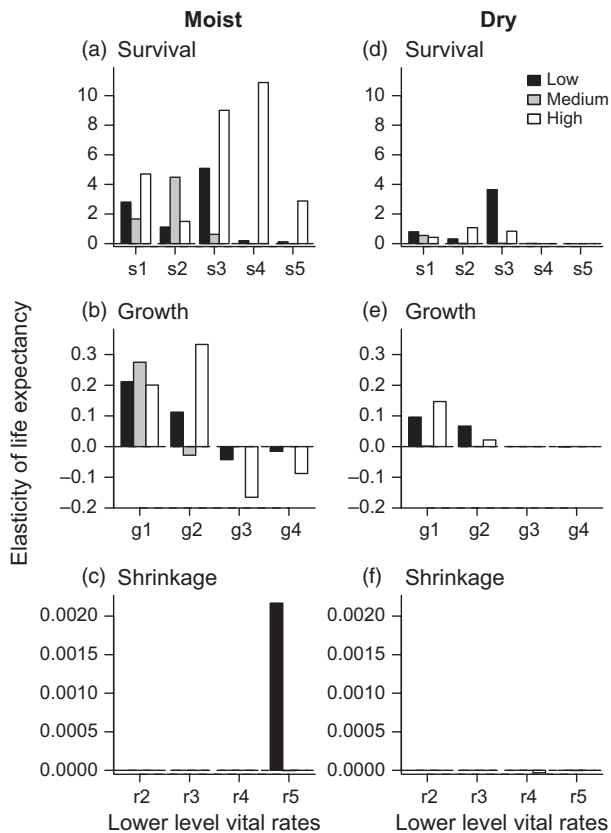 Moist
Dry
(a) Survival
10
8
6
4
2
0
s1 s2 s3 s4 s5
(d) Survival
Low
Medium
High
10
8
6
4
2
0
s1 s2 s3 s4 s5
Elasticity of life expectancy
(b) Growth
0.3
0.2
0.1
0.0
−0.1
−0.2
g1 g2 g3 g4
(e) Growth
0.3
0.2
0.1
0.0
−0.1
−0.2
g1 g2 g3 g4
(c) Shrinkage
0.0020
0.0015
0.0010
0.0005
0.0000
r2 r3 r4 r5
Lower level vital rates
(f) Shrinkage
0.0020
0.0015
0.0010
0.0005
0.0000
r2 r3 r4 r5
Lower level vital rates